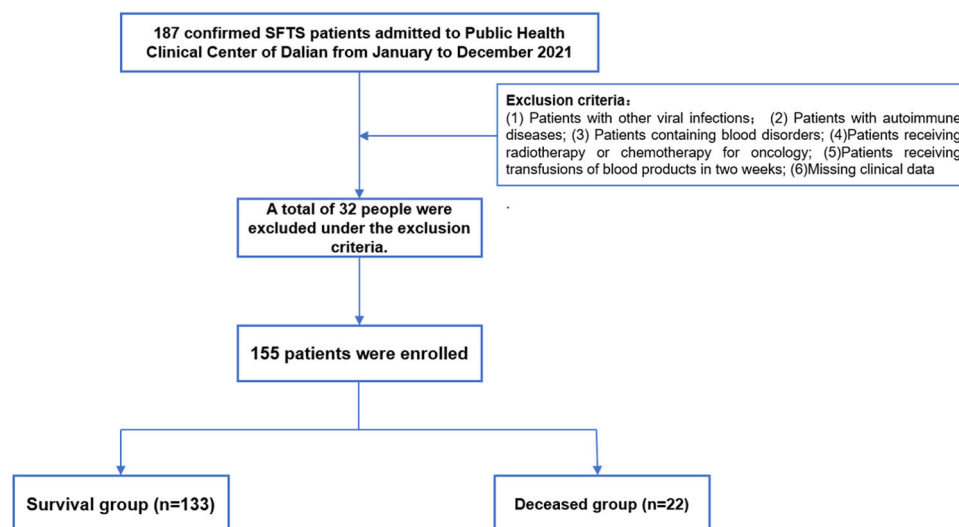 187 confirmed SFTS patients admitted to Public Health
Clinical Center of Dalian from January to December 2021
Exclusion criteria：
(1) Patients with other viral infections; (2) Patients with autoimmune
diseases; (3) Patients containing blood disorders; (4)Patients receiving
radiotherapy or chemotherapy for oncology; (5)Patients receiving
transfusions of blood products in two weeks; (6)Missing clinical data
.
A total of 32 people were
excluded under the exclusion
criteria.
155 patients were enrolled
Survival group (n=133)
Deceased group (n=22)